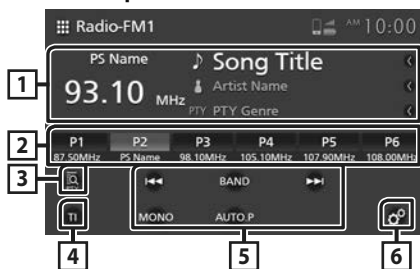 Radio-FM1
AM 10:00
PS Name
Song Title
93.10 MHz
Artist Name
PTY PTY Genre
1
2
P1 P2 P3 P4 P5 P6
87.50MHz PS Name 98.10MHz 105.10MHz 107.90MHz 108.00MHz
3
BAND
TI
MONO AUTO.P
4 5 6